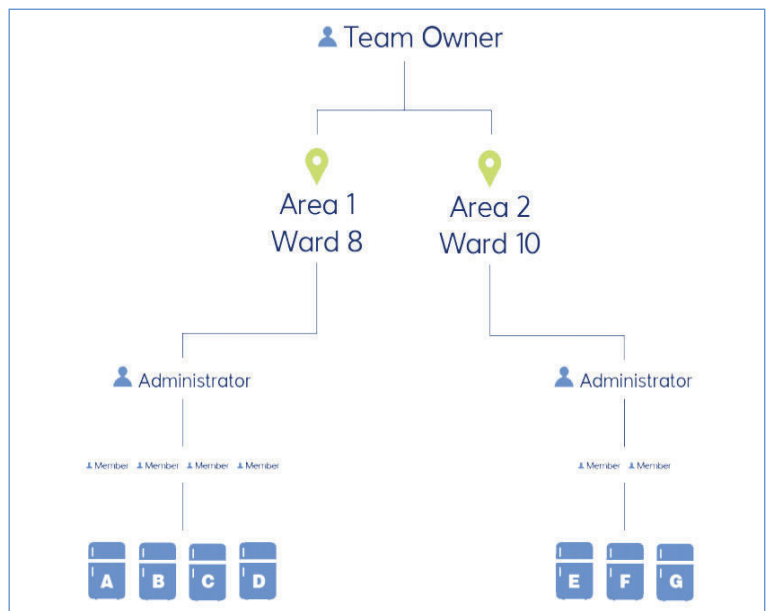 Team Owner
Area 1
Ward 8
Area 2
Ward 10
Administrator
Administrator
Member Member Member Member
Member Member
A B C D
E F G